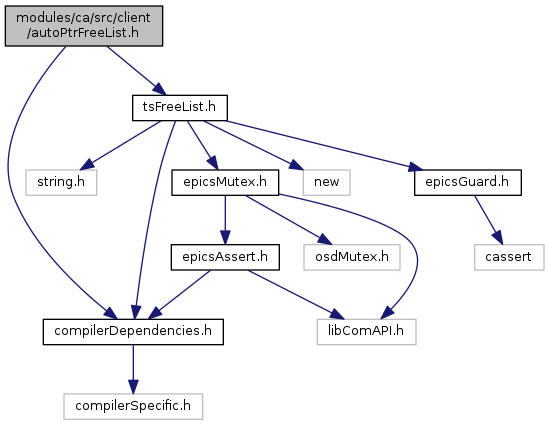 modules/ca/src/client
/autoPtrFreeList.h
tsFreeList.h
string.h
epicsMutex.h
new
epicsGuard.h
epicsAssert.h
osdMutex.h
cassert
compilerDependencies.h
libComAPI.h
compilerSpecific.h